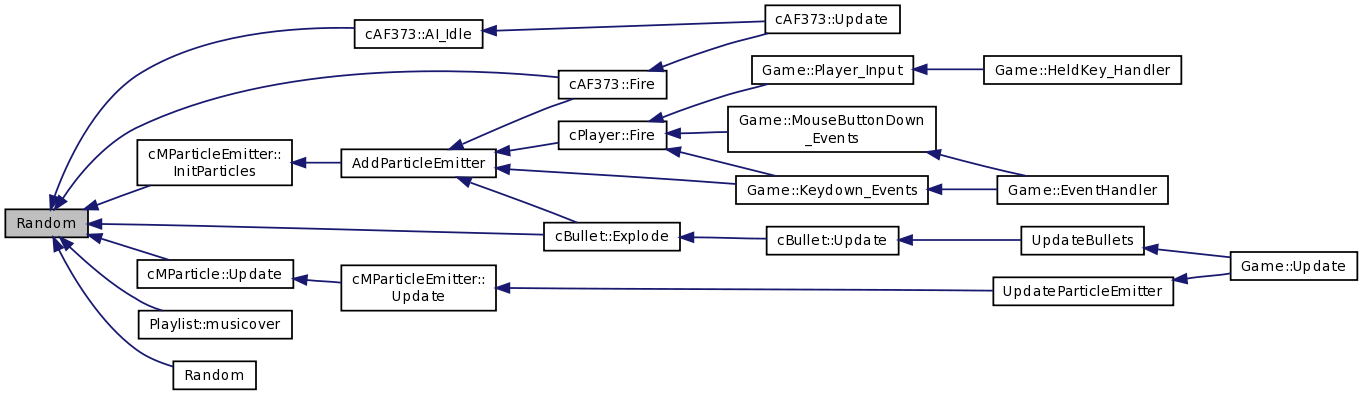 cAF373::Update
cAF373::AI_Idle
Game::Player_Input
Game::HeldKey_Handler
cAF373::Fire
Game::MouseButtonDown
_Events
cPlayer::Fire
cMParticleEmitter::
InitParticles
AddParticleEmitter
Game::Keydown_Events
Game::EventHandler
Random
cBullet::Explode
cBullet::Update
UpdateBullets
Game::Update
cMParticle::Update
cMParticleEmitter::
Update
UpdateParticleEmitter
Playlist::musicover
Random